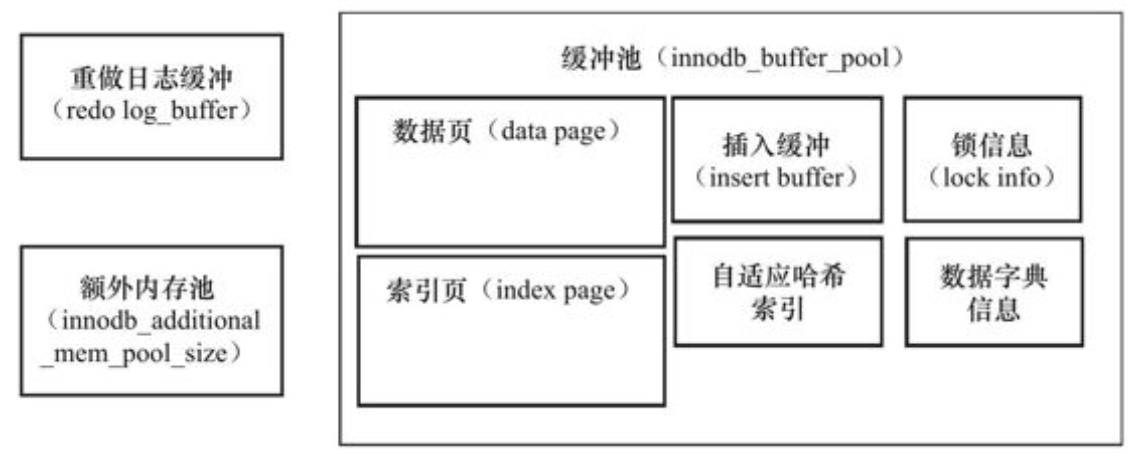 重做日志缓冲
（redo log_buffer）
额外内存池
（innodb_additional
_mem_pool_size）
缓冲池（innodb_buffer_pool）
数据页（data page）
插入缓冲
（insert buffer）
锁信息
（lock info）
索引页（index page）
自适应哈希
索引
数据字典
信息